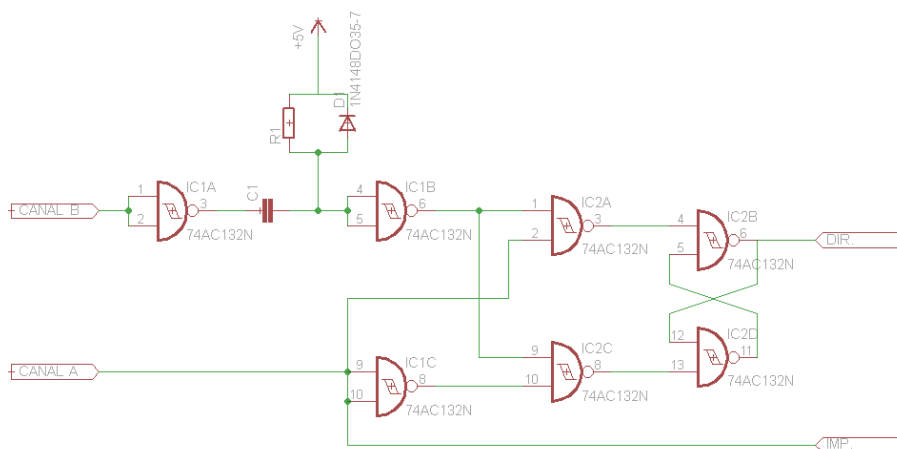 +5V
R1
D1
1N4148DO35-7
CANAL B
1
2
IC1A
3
74AC132N
C1
4
5
IC1B
6
74AC132N
1
2
IC2A
3
74AC132N
4
5
IC2B
6
74AC132N
DIR.
CANAL A
9
10
IC1C
8
74AC132N
9
10
IC2C
8
74AC132N
12
13
IC2D
11
74AC132N
IMP.